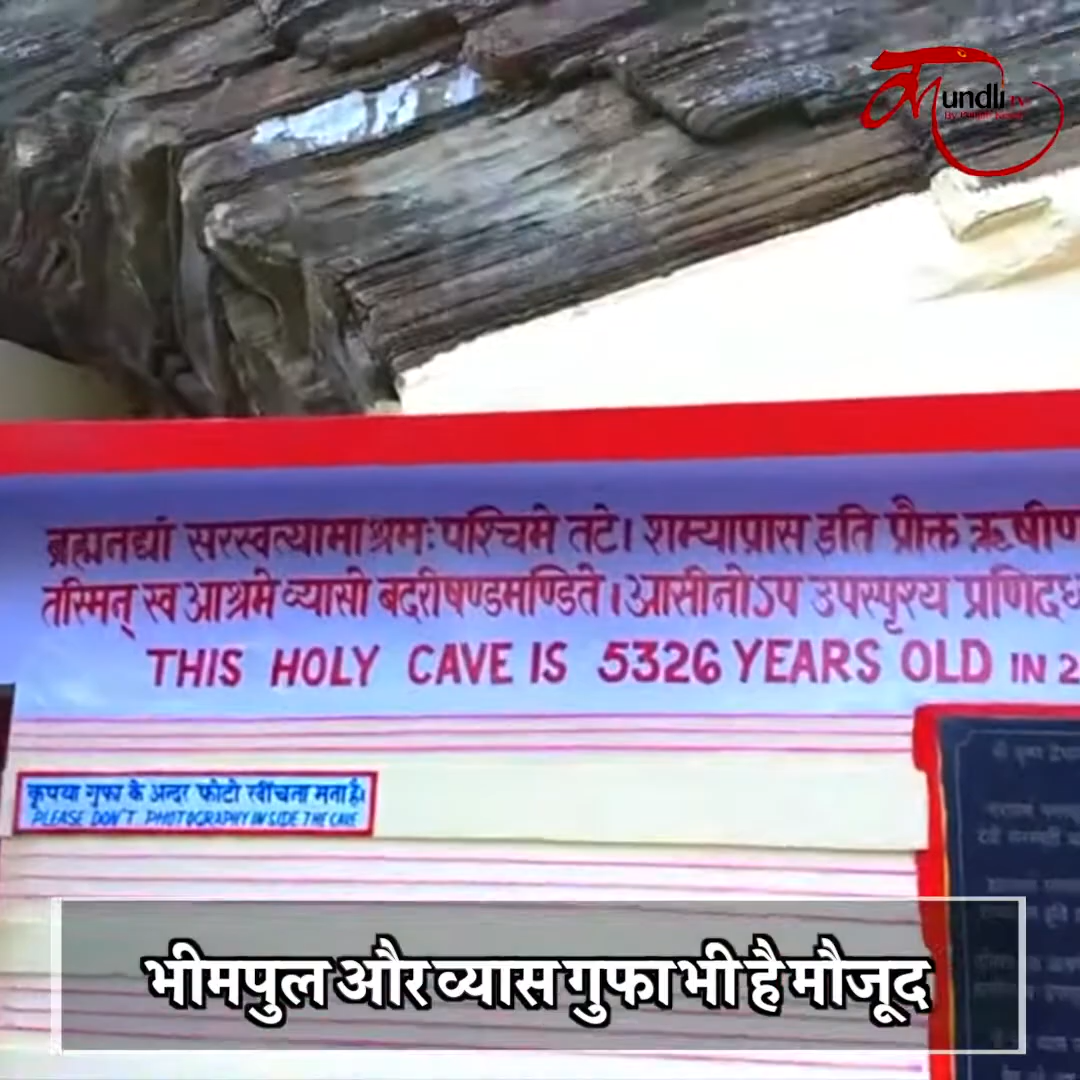 undli TV
ब्रह्मनद्यां सरस्वत्यामाश्रमः पश्चिमे तटे। शम्याप्रास इति प्रौक्त ऋषीण
तस्मिन् स्व आश्रमे व्यासो बदरीषण्डमण्डिते। आसीनोऽप उपस्पृश्य प्रणिदध
THIS HOLY CAVE IS 5326 YEARS OLD IN 2
कृपया गुफा के अन्दर फोटो खींचना मना है।
PLEASE DON'T PHOTOGRAPHY INSIDE THE CAVE
भीमपुल और व्यास गुफा भी है मौजूद